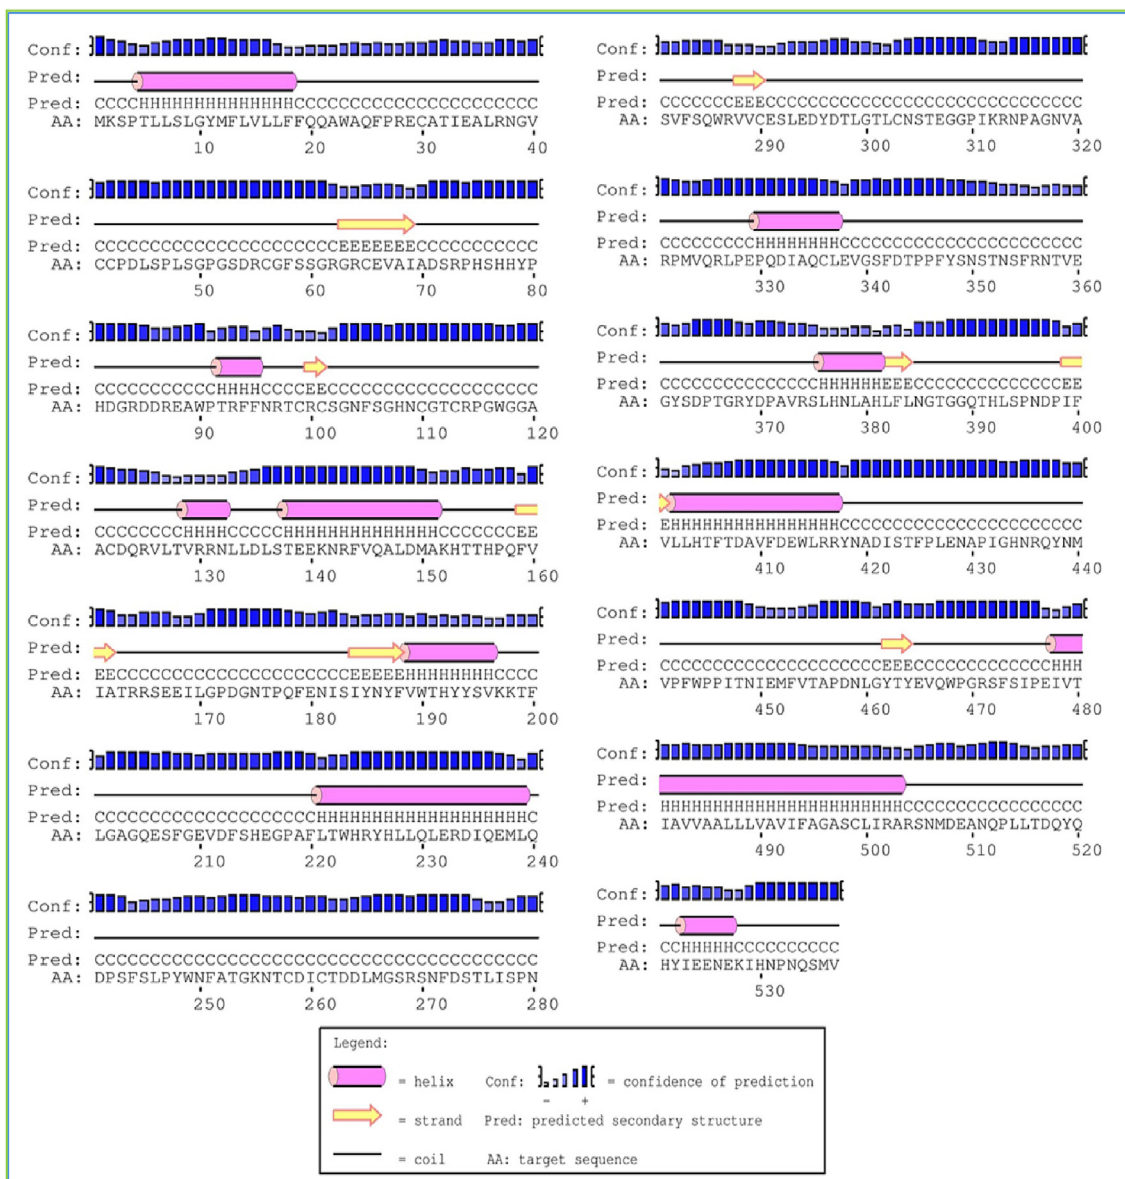 Conf:
Pred:
Pred: CCCCHHHHHHHHHHHHHHCCCCCCCCCCCCCCCCCCCCCC
AA: MKSPTLLSLGYMFLVLLFFQQAWAQFPRECATIEALRNGV
10 20 30 40
Conf:
Pred:
Pred: CCCCCCCCCCCCCCCCCCCCCCEEEEEEECCCCCCCCCCC
AA: CCPDLSPLSGPGSDRCGFSSGRGRCEVAIADSRPHSHHYP
50 60 70 80
Conf:
Pred:
Pred: CCCCCCCCCCCHHHHCCCCEECCCCCCCCCCCCCCCCCCC
AA: HDGRDDREAWPTRFFNRTCRCSGNFSGHNCGTCRPGWGGA
90 100 110 120
Conf:
Pred:
Pred: CCCCCCCCHHHHCCCCCHHHHHHHHHHHHHHCCCCCCCEE
AA: ACDQRVLTVRRNLLDLSTEEKNRFVQALDMAKHTTHPQFV
130 140 150 160
Conf:
Pred:
Pred: EECCCCCCCCCCCCCCCCCCCCCEEEEEHHHHHHHHCCCC
AA: IATRRSEEILGPDGNTPQFENISIYNYFVWTHYYSVKKTF
170 180 190 200
Conf:
Pred:
Pred: CCCCCCCCCCCCCCCCCCCCHHHHHHHHHHHHHHHHHHHC
AA: LGAGQESFGEVDFSHEGPAFLTWHRYHLLQLERDIQEMLQ
210 220 230 240
Conf:
Pred:
Pred: CCCCCCCCCCCCCCCCCCCCCCCCCCCCCCCCCCCCCCCC
AA: DPSFSLPYWNFATGKNTCDICTDDLMGSRSNFDSTLISPN
250 260 270 280
Conf:
Pred:
Pred: CCCCCCCEEECCCCCCCCCCCCCCCCCCCCCCCCCCCCCC
AA: SVFSQWRVVCESLEDYDTLGTLCNSTEGGPIKRNPAGNVA
290 300 310 320
Conf:
Pred:
Pred: CCCCCCCCCHHHHHHHHCCCCCCCCCCCCCCCCCCCCCCC
AA: RPMVQRLPEPQDIAQCLEVGSFDTPPFYSNSTNSFRNTVE
330 340 350 360
Conf:
Pred:
Pred: CCCCCCCCCCCCCCCHHHHHHEEECCCCCCCCCCCCCCEE
AA: GYSDPTGRYDPAVRSLHNLAHLFLNGTGGQTHLSPNDPIF
370 380 390 400
Conf:
Pred:
Pred: EHHHHHHHHHHHHHHHHCCCCCCCCCCCCCCCCCCCCCCC
AA: VLLHTFTDAVFDEWLRRYNADISTFPLENAPIGHNRQYNM
410 420 430 440
Conf:
Pred:
Pred: CCCCCCCCCCCCCCCCCCCCCEEECCCCCCCCCCCCCHHH
AA: VPFWPPITNIEMFVTAPDNLGYTYEVQWPGRSFSIPEIVT
450 460 470 480
Conf:
Pred:
Pred: HHHHHHHHHHHHHHHHHHHHHHHCCCCCCCCCCCCCCCCC
AA: IAVVAALLLVAVIFAGASCLIRARSNMDEANQPLLTDQYQ
490 500 510 520
Conf:
Pred:
Pred: CCHHHHHCCCCCCCCCC
AA: HYIEENEKIHNPNQSMV
530
Legend:
= helix Conf: = confidence of prediction
- +
= strand Pred: predicted secondary structure
= coil AA: target sequence